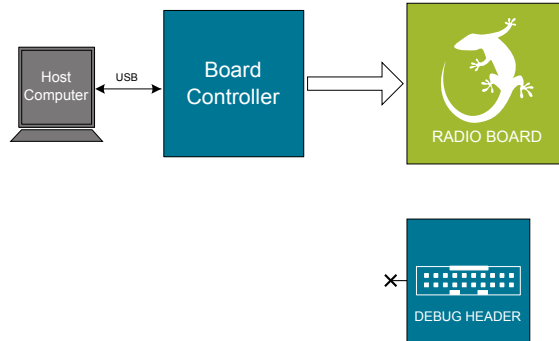 Host
Computer
USB
Board
Controller
RADIO BOARD
DEBUG HEADER